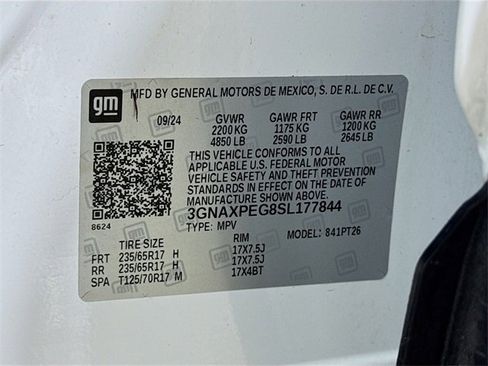 gm MFD BY GENERAL MOTORS DE MEXICO, S. DE R.L. DE C.V.
09/24 GVWR GAWR FRT GAWR RR
2200 KG 1175 KG 1200 KG
4850 LB 2590 LB 2645 LB
THIS VEHICLE CONFORMS TO ALL
APPLICABLE U.S. FEDERAL MOTOR
VEHICLE SAFETY AND THEFT PREVENTION
STANDARDS IN EFFECT ON THE DATE OF
MANUFACTURE SHOWN ABOVE.
3GNAXPEG8SL177844
8624 TYPE: MPV MODEL: 841PT26
TIRE SIZE RIM
FRT 235/65R17 H 17X7.5J
RR 235/65R17 H 17X7.5J
SPA T125/70R17 M 17X4BT